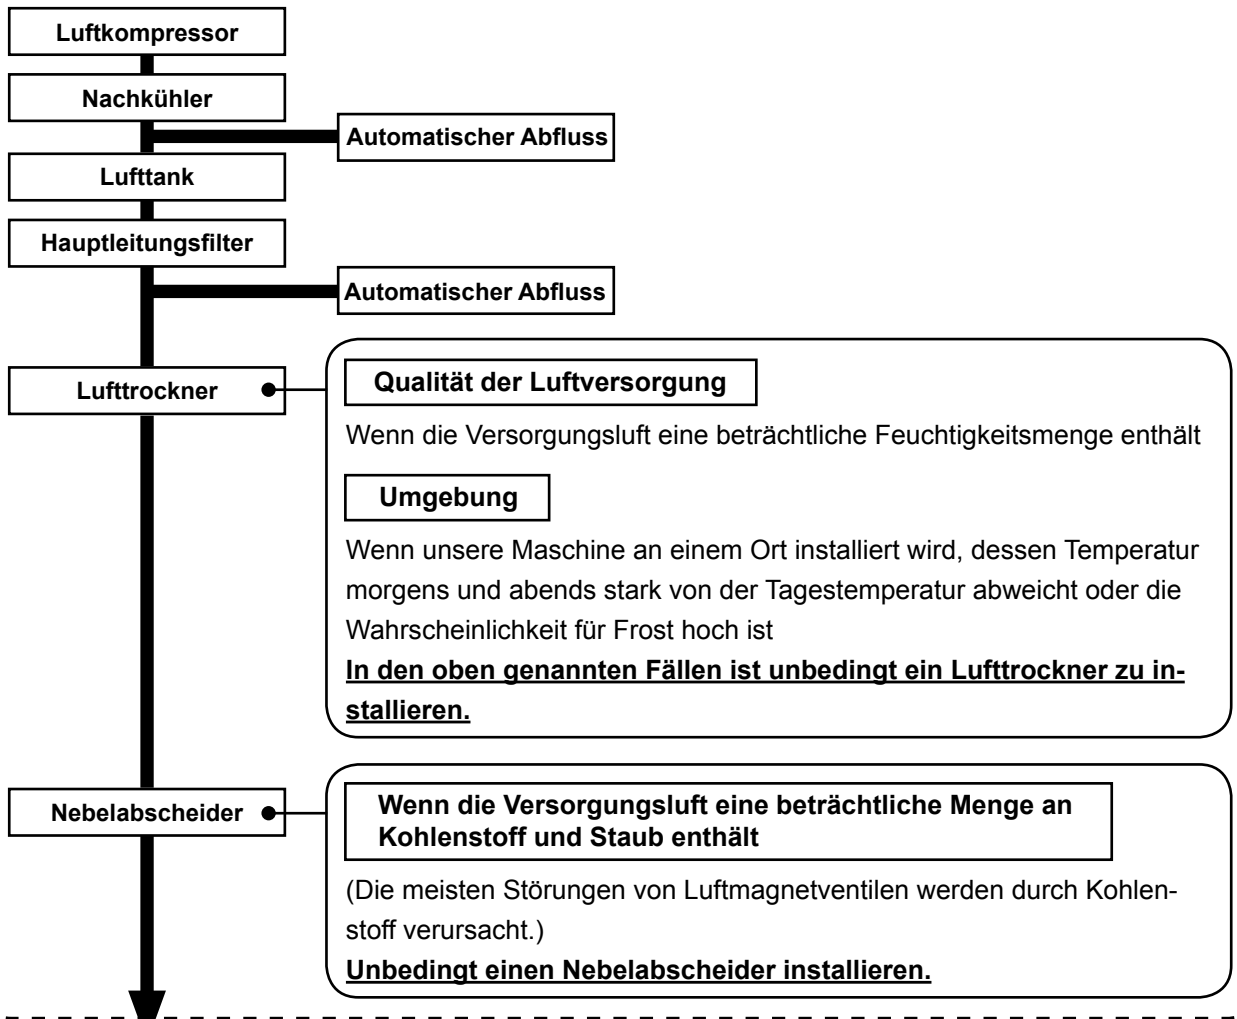 Luftkompressor
Nachkühler
Automatischer Abfluss
Lufttank
Hauptleitungsfilter
Automatischer Abfluss
Lufttrockner
Qualität der Luftversorgung
Wenn die Versorgungsluft eine beträchtliche Feuchtigkeitsmenge enthält
Umgebung
Wenn unsere Maschine an einem Ort installiert wird, dessen Temperatur
morgens und abends stark von der Tagestemperatur abweicht oder die
Wahrscheinlichkeit für Frost hoch ist
In den oben genannten Fällen ist unbedingt ein Lufttrockner zu in-
stallieren.
Nebelabscheider
Wenn die Versorgungsluft eine beträchtliche Menge an
Kohlenstoff und Staub enthält
(Die meisten Störungen von Luftmagnetventilen werden durch Kohlen-
stoff verursacht.)
Unbedingt einen Nebelabscheider installieren.